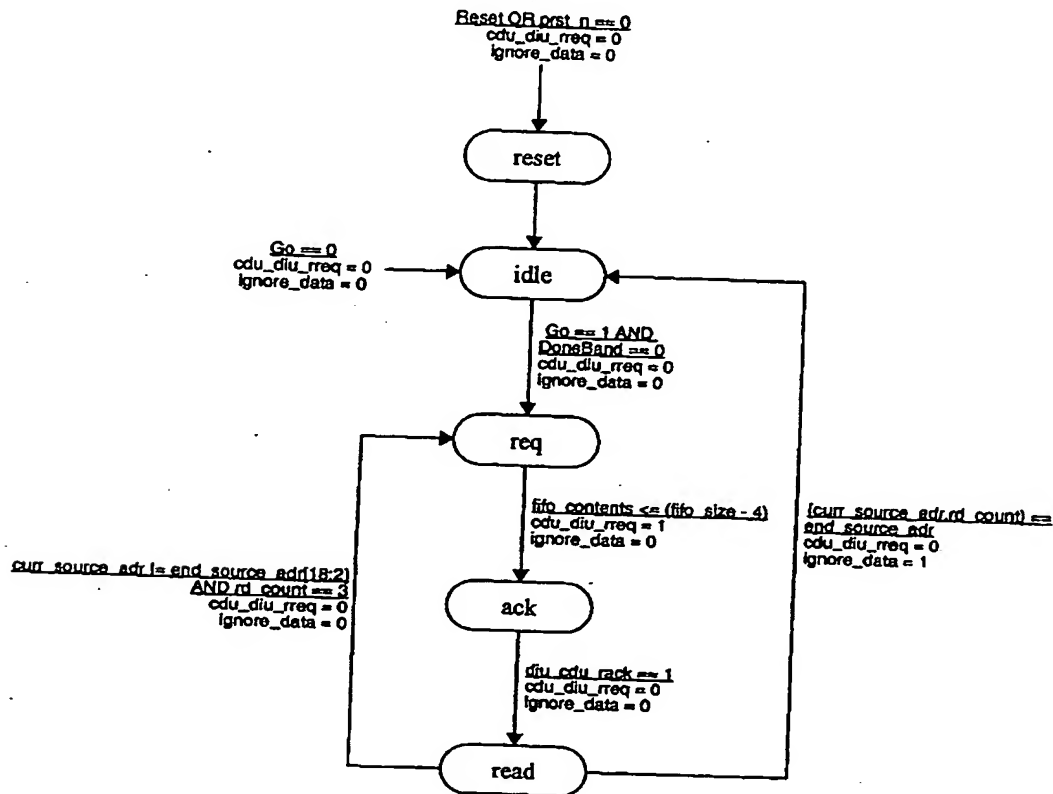 Reset OR prst_n == 0
cdu_diu_rreq = 0
ignore_data = 0
reset
Go == 0
cdu_diu_rreq = 0
ignore_data = 0
idle
Go == 1 AND
DoneBand == 0
cdu_diu_rreq = 0
ignore_data = 0
req
fifo_contents <= (fifo_size - 4)
cdu_diu_rreq = 1
ignore_data = 0
{curr_source_adr,rd_count} ==
end_source_adr
cdu_diu_rreq = 0
ignore_data = 1
curr_source_adr != end_source_adr[18:2]
AND rd_count == 3
cdu_diu_rreq = 0
ignore_data = 0
ack
diu_cdu_rack == 1
cdu_diu_rreq = 0
ignore_data = 0
read